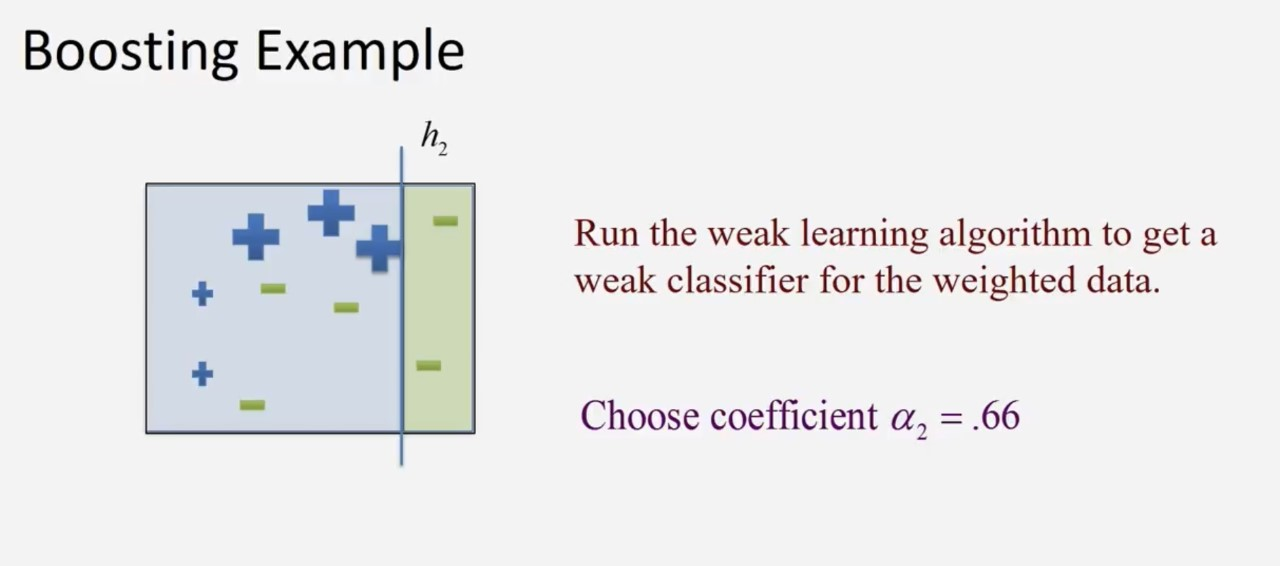 Boosting Example
h₂
Run the weak learning algorithm to get a
weak classifier for the weighted data.
Choose coefficient α₂ = .66